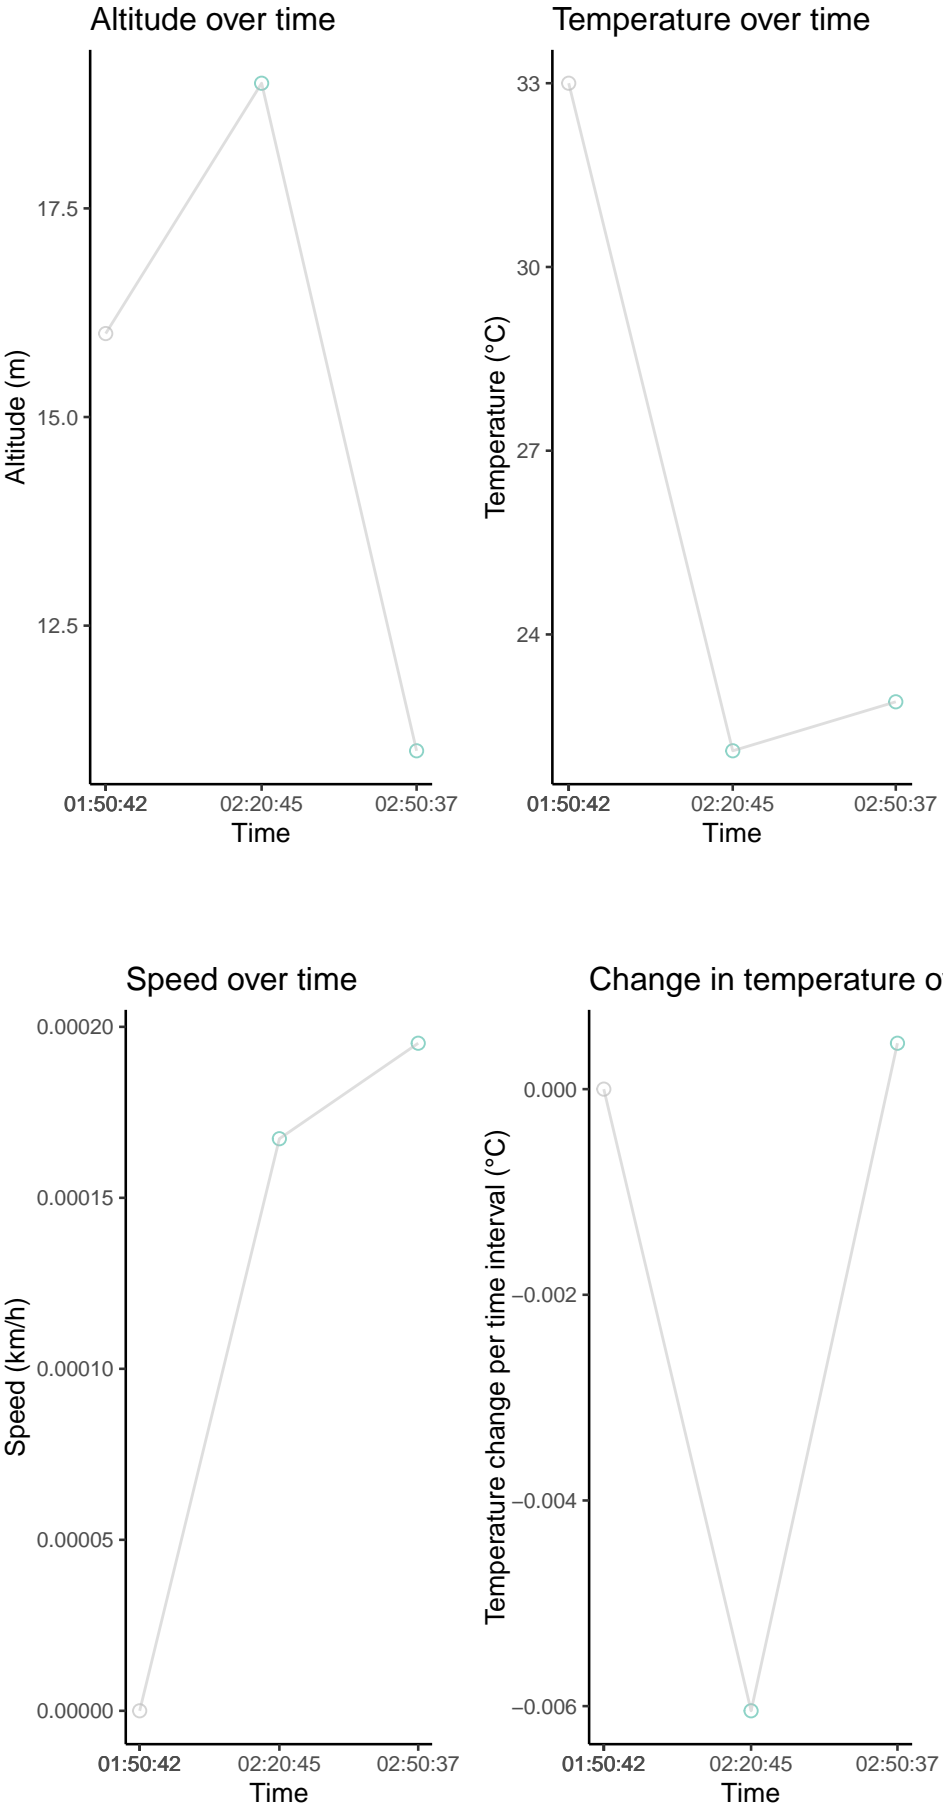 Altitude over time
Altitude (m)
17.5
15.0
12.5
01:50:42 02:20:45 02:50:37
Time
Temperature over time
Temperature (°C)
33
30
27
24
01:50:42 02:20:45 02:50:37
Time
Speed over time
Speed (km/h)
0.00020
0.00015
0.00010
0.00005
0.00000
01:50:42 02:20:45 02:50:37
Time
Change in temperature o
Temperature change per time interval (°C)
0.000
−0.002
−0.004
−0.006
01:50:42 02:20:45 02:50:37
Time